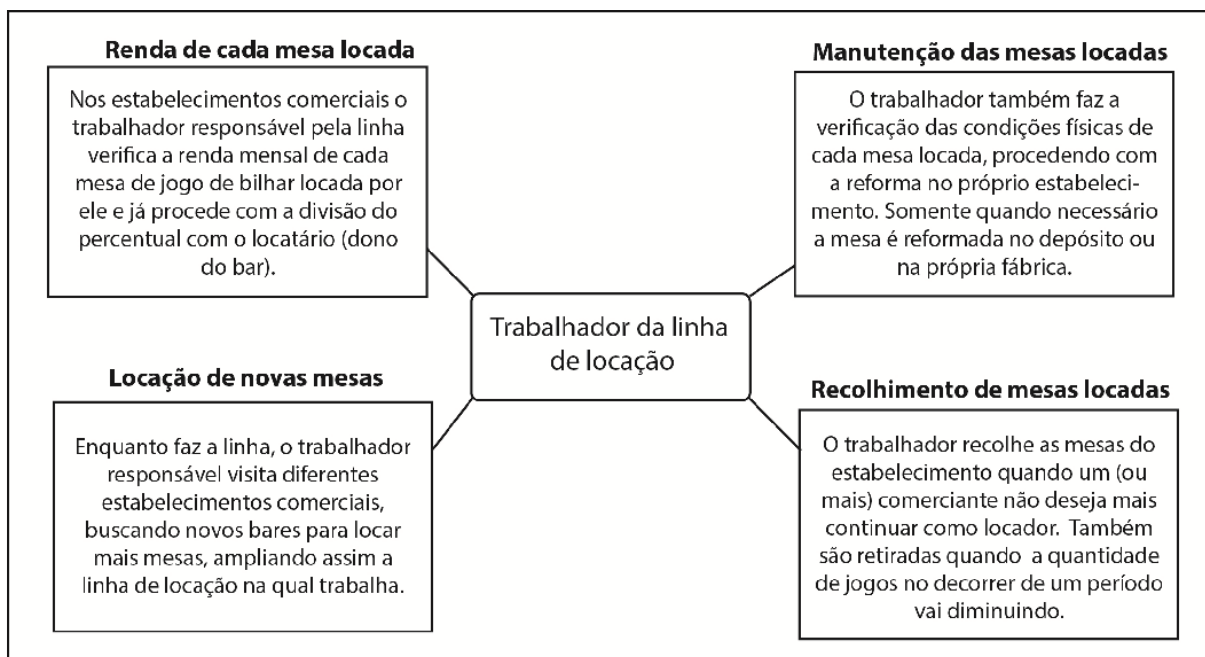 Renda de cada mesa locada
Nos estabelecimentos comerciais o
trabalhador responsável pela linha
verifica a renda mensal de cada
mesa de jogo de bilhar locada por
ele e já procede com a divisão do
percentual com o locatário (dono
do bar).
Manutenção das mesas locadas
O trabalhador também faz a
verificação das condições físicas de
cada mesa locada, procedendo com
a reforma no próprio estabeleci-
mento. Somente quando necessário
a mesa é reformada no depósito ou
na própria fábrica.
Trabalhador da linha
de locação
Locação de novas mesas
Enquanto faz a linha, o trabalhador
responsável visita diferentes
estabelecimentos comerciais,
buscando novos bares para locar
mais mesas, ampliando assim a
linha de locação na qual trabalha.
Recolhimento de mesas locadas
O trabalhador recolhe as mesas do
estabelecimento quando um (ou
mais) comerciante não deseja mais
continuar como locador. Também
são retiradas quando a quantidade
de jogos no decorrer de um período
vai diminuindo.